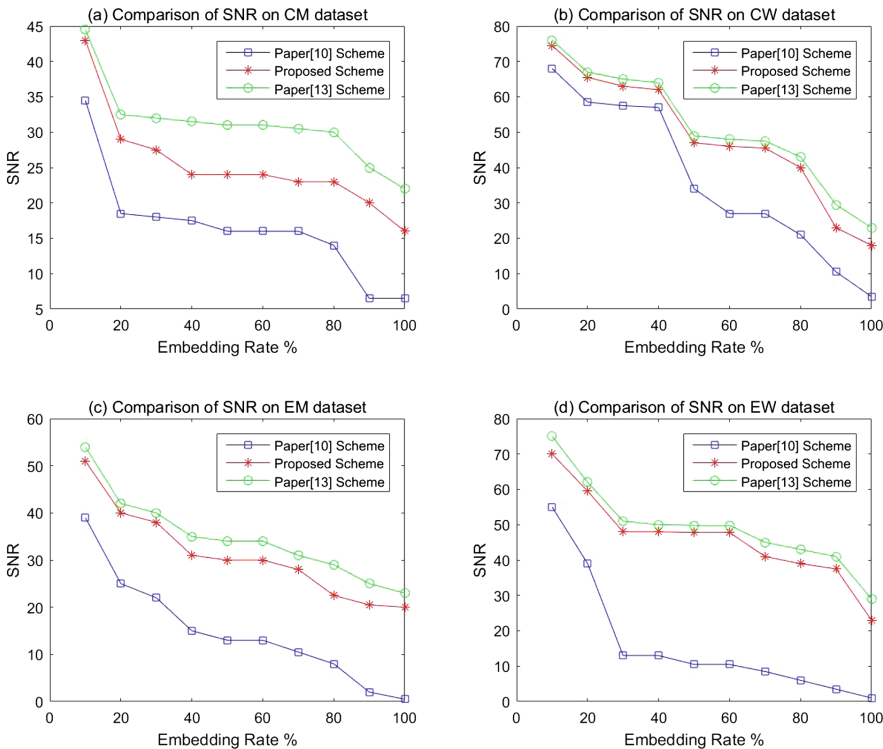 (a) Comparison of SNR on CM dataset
45
40
35
30
25
20
15
10
5
SNR
0 20 40 60 80 100
Embedding Rate %
Paper[10] Scheme
Proposed Scheme
Paper[13] Scheme
(b) Comparison of SNR on CW dataset
80
70
60
50
40
30
20
10
0
SNR
0 20 40 60 80 100
Embedding Rate %
Paper[10] Scheme
Proposed Scheme
Paper[13] Scheme
(c) Comparison of SNR on EM dataset
60
50
40
30
20
10
0
SNR
0 20 40 60 80 100
Embedding Rate %
Paper[10] Scheme
Proposed Scheme
Paper[13] Scheme
(d) Comparison of SNR on EW dataset
80
70
60
50
40
30
20
10
0
SNR
0 20 40 60 80 100
Embedding Rate %
Paper[10] Scheme
Proposed Scheme
Paper[13] Scheme